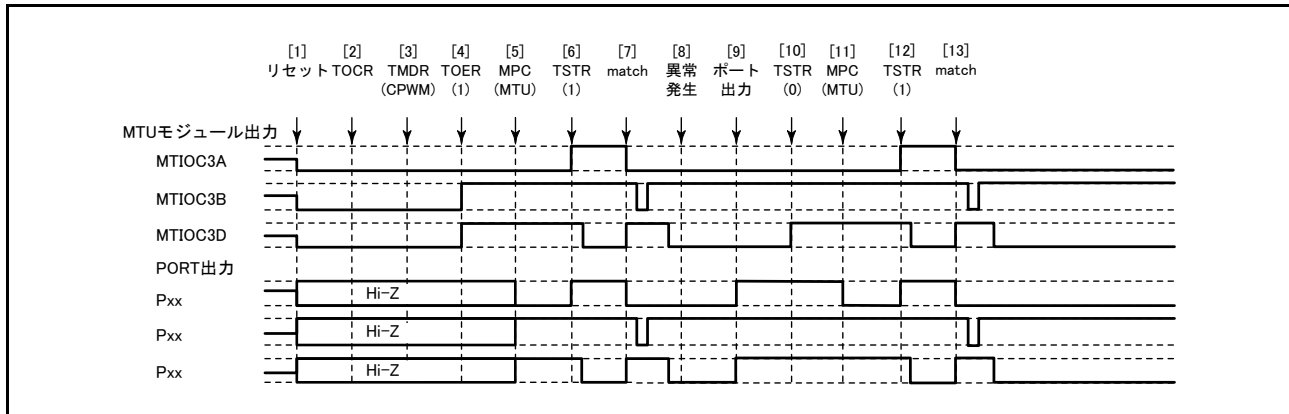 [1] [2] [3] [4] [5] [6] [7] [8] [9] [10] [11] [12] [13]
リセット TOCR TMDR TOER MPC TSTR match 異常 ポート TSTR MPC TSTR match
(CPWM) (1) (MTU) (1) 発生 出力 (0) (MTU) (1)
MTUモジュール出力
MTIOC3A
MTIOC3B
MTIOC3D
PORT出力
Pxx Hi-Z
Pxx Hi-Z
Pxx Hi-Z